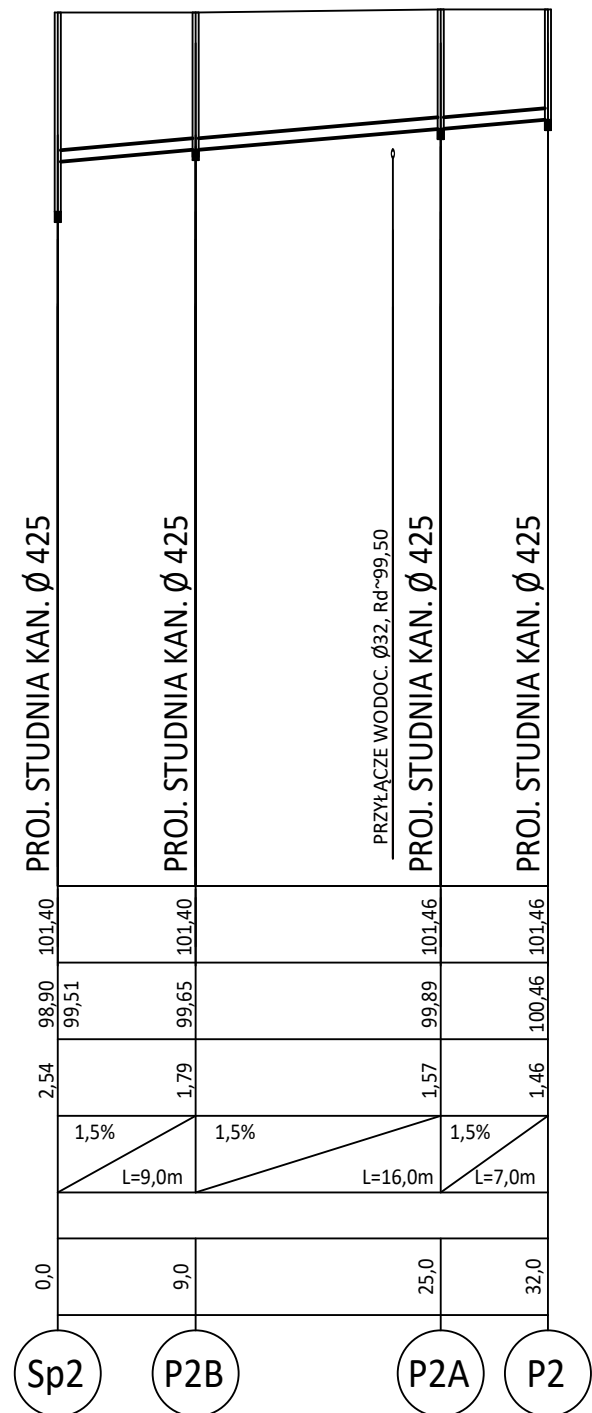 PROJ. STUDNIA KAN. Ø 425
PROJ. STUDNIA KAN. Ø 425
PRZYŁĄCZE WODOC. Ø32, Rd~99,50
PROJ. STUDNIA KAN. Ø 425
PROJ. STUDNIA KAN. Ø 425
101,40 101,40 101,46 101,46
98,90 99,51 99,65 99,89 100,46
2,54 1,79 1,57 1,46
1,5% 1,5% 1,5%
L=9,0m L=16,0m L=7,0m
0,0 9,0 25,0 32,0
Sp2 P2B P2A P2